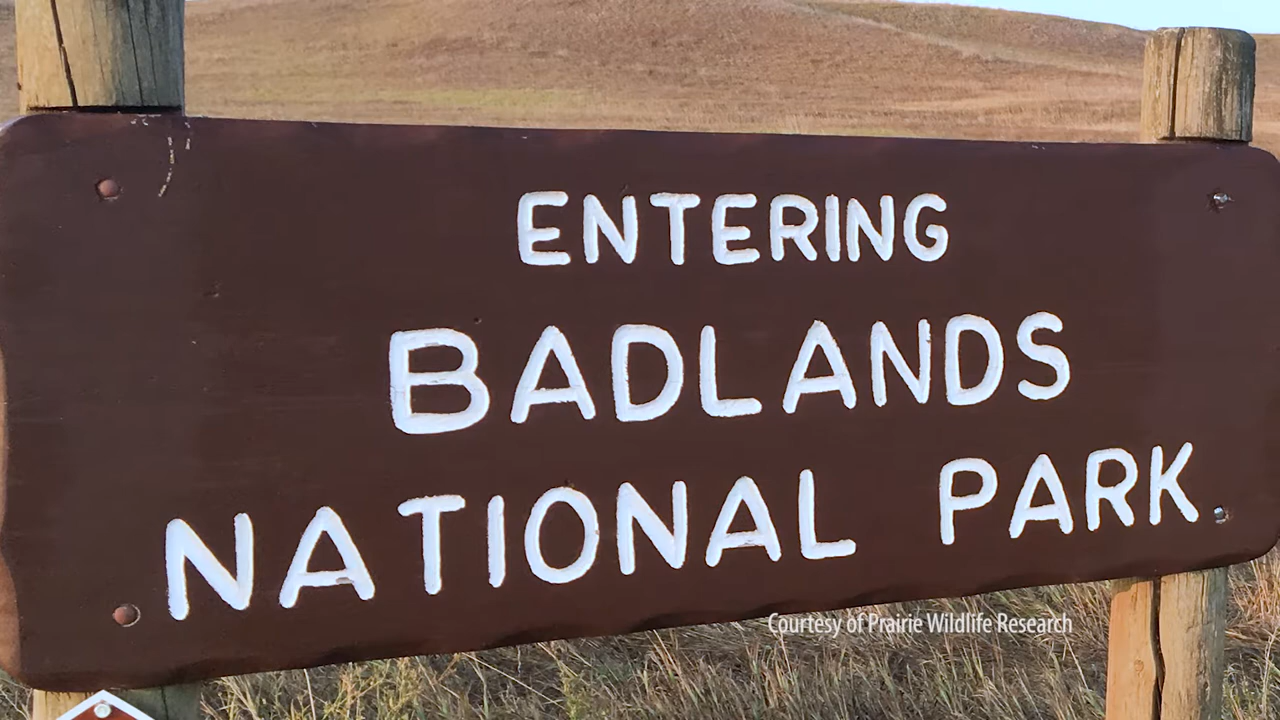 ENTERING
BADLANDS
NATIONAL PARK
Courtesy of Prairie Wildlife Research